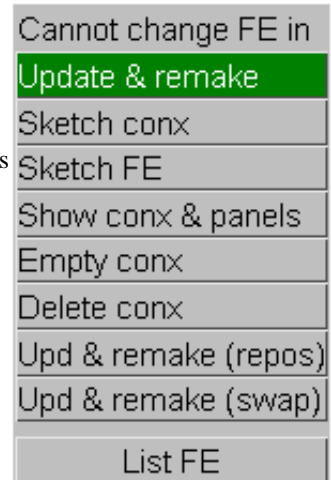 Cannot change FE in
Update & remake
Sketch conx
s
Sketch FE
Show conx & panels
Empty conx
Delete conx
Upd & remake (repos)
Upd & remake (swap)
List FE